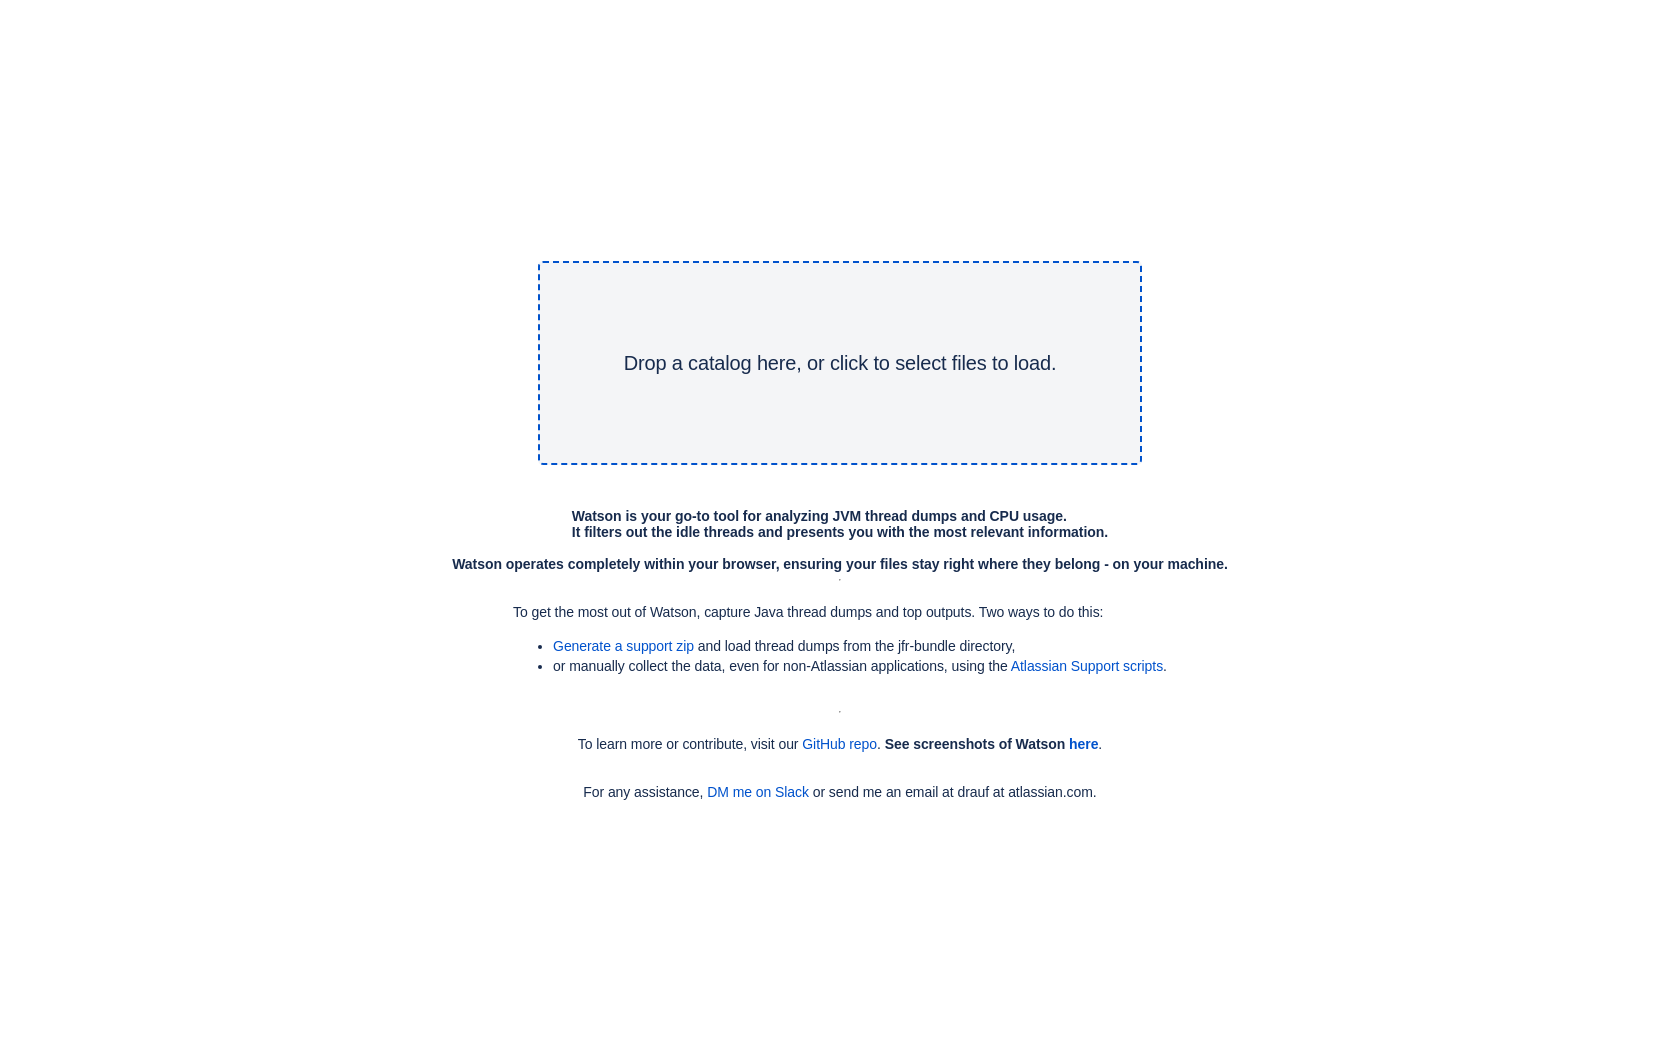 Drop a catalog here, or click to select files to load.
Watson is your go-to tool for analyzing JVM thread dumps and CPU usage.
It filters out the idle threads and presents you with the most relevant information.
Watson operates completely within your browser, ensuring your files stay right where they belong - on your machine.
To get the most out of Watson, capture Java thread dumps and top outputs. Two ways to do this:
• Generate a support zip and load thread dumps from the jfr-bundle directory,
• or manually collect the data, even for non-Atlassian applications, using the Atlassian Support scripts.
To learn more or contribute, visit our GitHub repo. See screenshots of Watson here.
For any assistance, DM me on Slack or send me an email at drauf at atlassian.com.